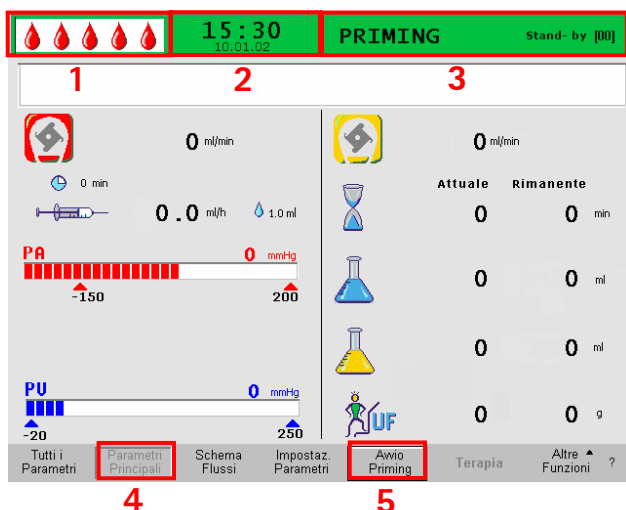 15:30
10.01.02
PRIMING
Stand- by [00]
1
2
3
0 ml/min
0 ml/min
0 min
Attuale Rimanente
0.0 ml/h
1.0 ml
0 0 min
PA 0 mmHg
-150 200
0 0 ml
0 0 ml
PV 0 mmHg
-20 250
UF 0 0 g
Tutti i
Parametri
Parametri
Principali
Schema
Flussi
Impostaz.
Parametri
Avvio
Priming
Terapia
Altre
Funzioni
?
4
5